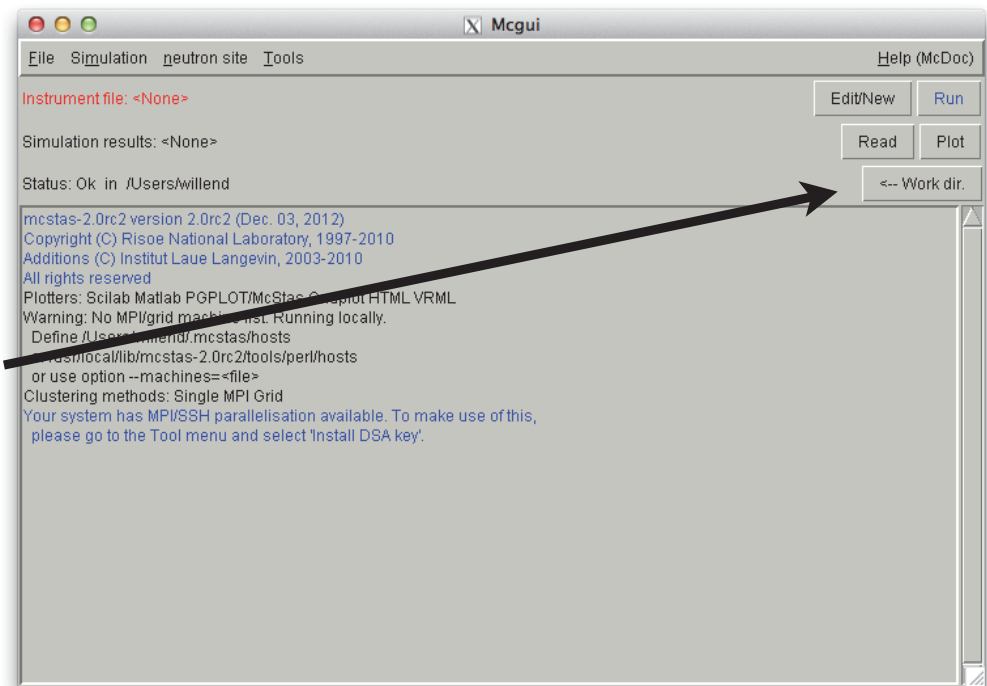 Mcgui
File Simulation neutron site Tools Help (McDoc)
Instrument file: <None> Edit/New Run
Simulation results: <None> Read Plot
Status: Ok in /Users/willend <-- Work dir.
mcstas-2.0rc2 version 2.0rc2 (Dec. 03, 2012)
Copyright (C) Risoe National Laboratory, 1997-2010
Additions (C) Institut Laue Langevin, 2003-2010
All rights reserved
Plotters: Scilab Matlab PGPLOT/McStas Gnuplot HTML VRML
Warning: No MPI/grid machine list. Running locally.
Define /Users/willend/.mcstas/hosts
/usr/local/lib/mcstas-2.0rc2/tools/perl/hosts
or use option --machines=<file>
Clustering methods: Single MPI Grid
Your system has MPI/SSH parallelisation available. To make use of this,
please go to the Tool menu and select 'Install DSA key'.